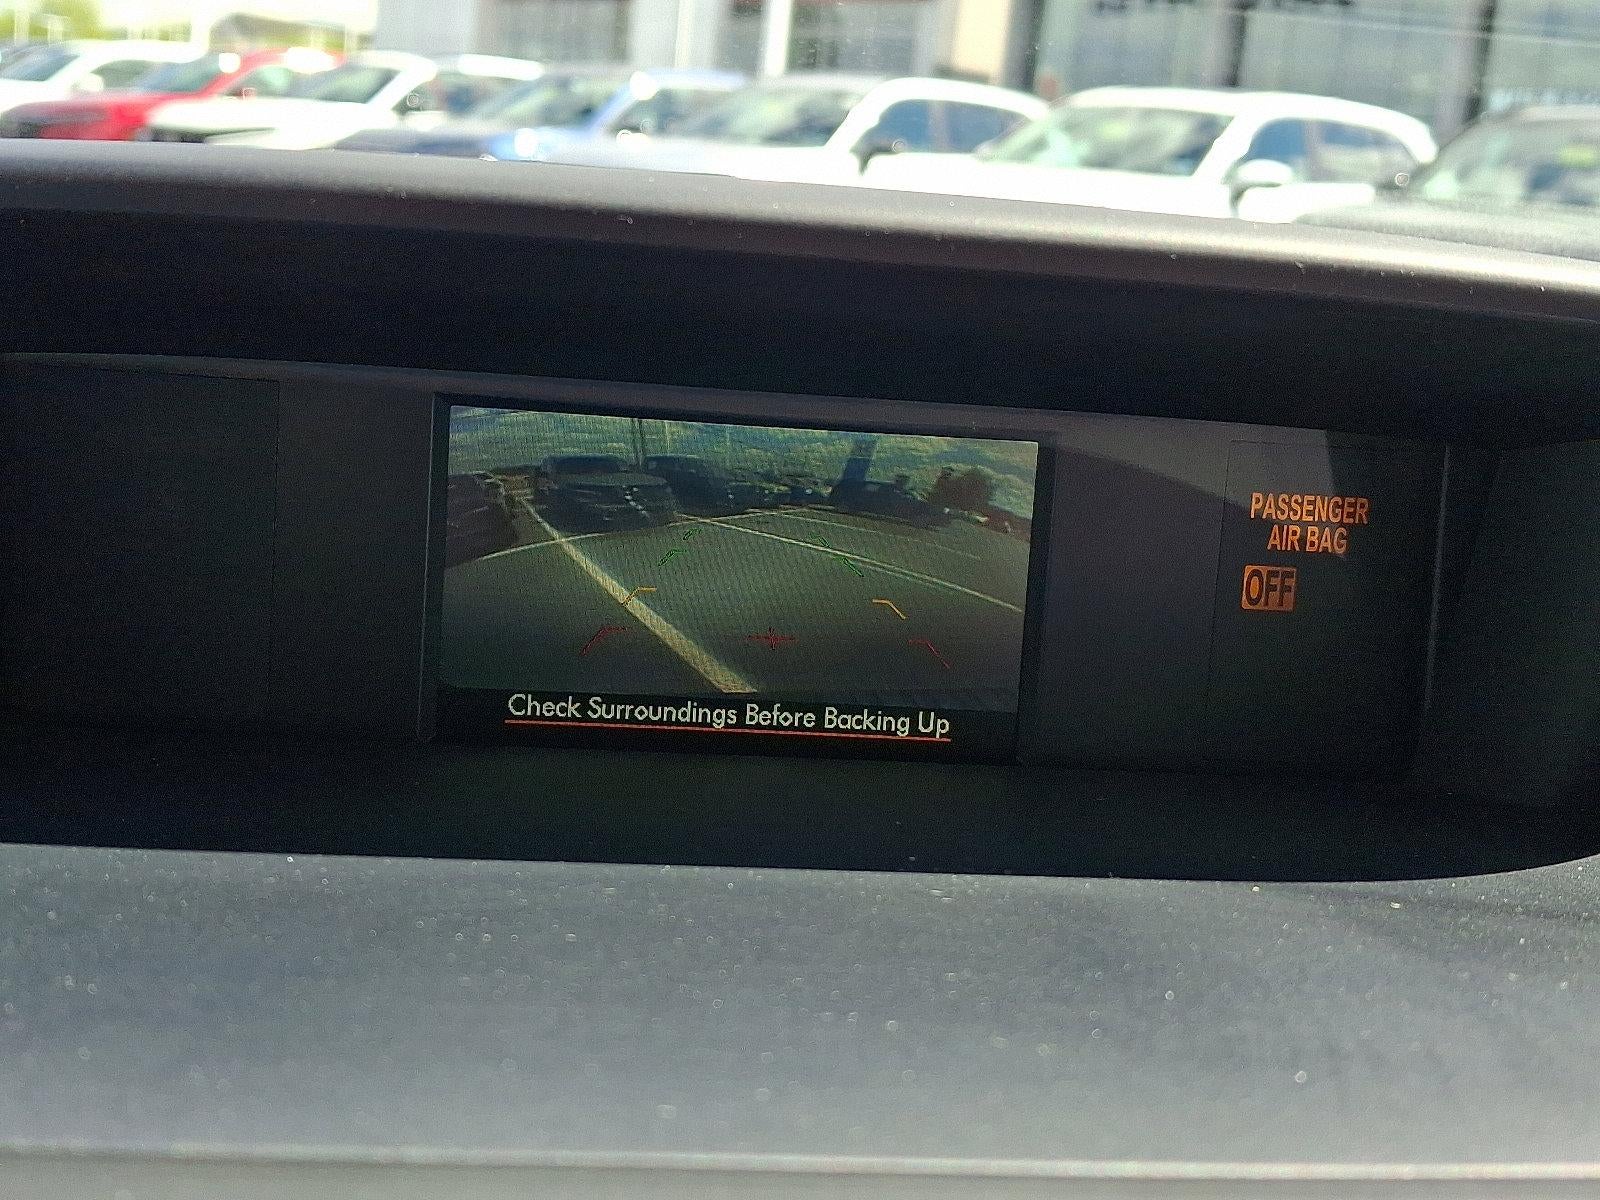 PASSENGER
AIR BAG
OFF
Check Surroundings Before Backing Up